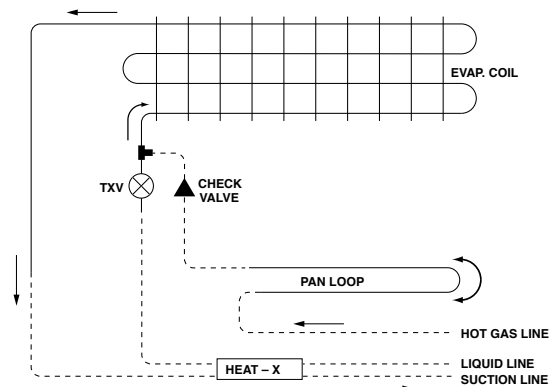 EVAP. COIL
TXV
CHECK
VALVE
PAN LOOP
HOT GAS LINE
HEAT – X
LIQUID LINE
SUCTION LINE